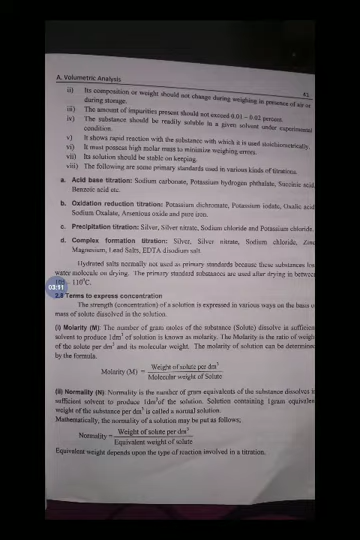 A. Volumetric Analysis 41
ii) Its composition or weight should not change during weighing in presence of air or
during storage.
iii) The amount of impurities present should not exceed 0.01 – 0.02 percent.
iv) The substance should be readily soluble in a given solvent under experimental
condition.
v) It shows rapid reaction with the substance with which it is used stoichiometrically.
vi) It must possess high molar mass to minimize weighing errors.
vii) Its solution should be stable on keeping.
viii) The following are some primary standards used in various kinds of titrations.
a. Acid base titration: Sodium carbonate, Potassium hydrogen phthalate, Succinic acid,
Benzoic acid etc.
b. Oxidation reduction titration: Potassium dichromate, Potassium iodate, Oxalic acid
Sodium Oxalate, Arsenious oxide and pure iron.
c. Precipitation titration: Silver, Silver nitrate, Sodium chloride and Potassium chloride.
d. Complex formation titration: Silver, Silver nitrate, Sodium chloride, Zinc
Magnesium, Lead Salts, EDTA disodium salt.
Hydrated salts normally not used as primary standards because these substances los
water molecule on drying. The primary standard substances are used after drying in between
110°C.
03:11
2.8 Terms to express concentration
The strength (concentration) of a solution is expressed in various ways on the basis o
mass of solute dissolved in the solution.
(i) Molarity (M): The number of gram moles of the substance (Solute) dissolve in sufficien
solvent to produce 1dm³ of solution is known as molarity. The Molarity is the ratio of weigh
of the solute per dm³ and its molecular weight. The molarity of solution can be determined
by the formula.
Molarity (M) = Weight of solute per dm³
Molecular weight of Solute
(ii) Normality (N): Normality is the number of gram equivalents of the substance dissolves i
sufficient solvent to produce 1dm³of the solution. Solution containing 1gram equivalen
weight of the substance per dm³ is called a normal solution.
Mathematically, the normality of a solution may be put as follows;
Normality = Weight of solute per dm³
Equivalent weight of solute
Equivalent weight depends upon the type of reaction involved in a titration.